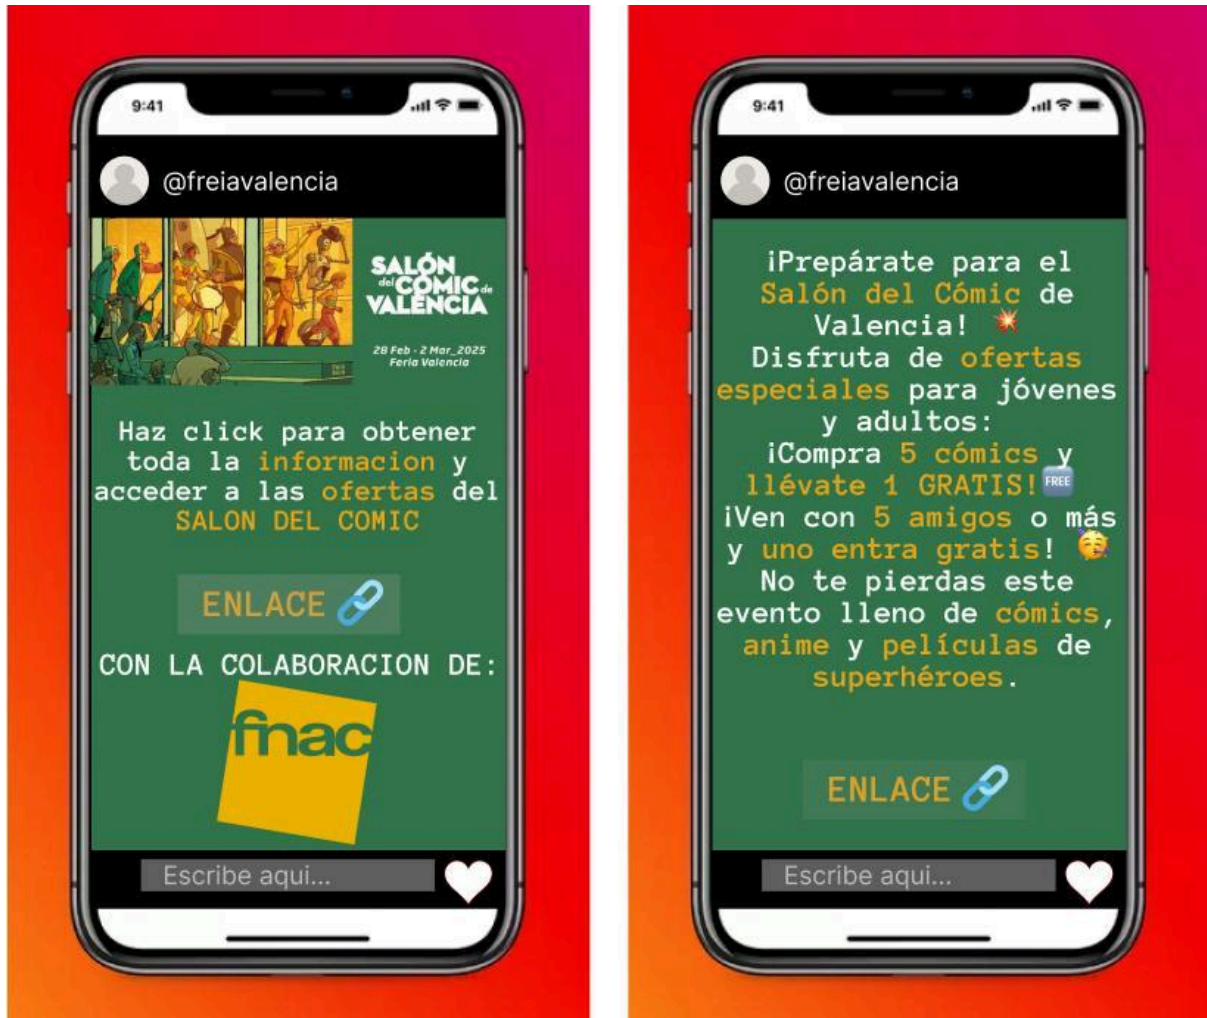 9:41
@freiavalencia
SALÓN
del CÓMIC de
VALÈNCIA
28 Feb - 2 Mar_2025
Feria Valencia
Haz click para obtener
toda la informacion y
acceder a las ofertas del
SALON DEL COMIC
ENLACE
CON LA COLABORACION DE:
fnac
Escribe aqui...
9:41
@freiavalencia
¡Prepárate para el
Salón del Cómic de
Valencia!
Disfruta de ofertas
especiales para jóvenes
y adultos:
¡Compra 5 cómics y
llévate 1 GRATIS! FREE
¡Ven con 5 amigos o más
y uno entra gratis!
No te pierdas este
evento lleno de cómics,
anime y películas de
superhéroes.
ENLACE
Escribe aqui...